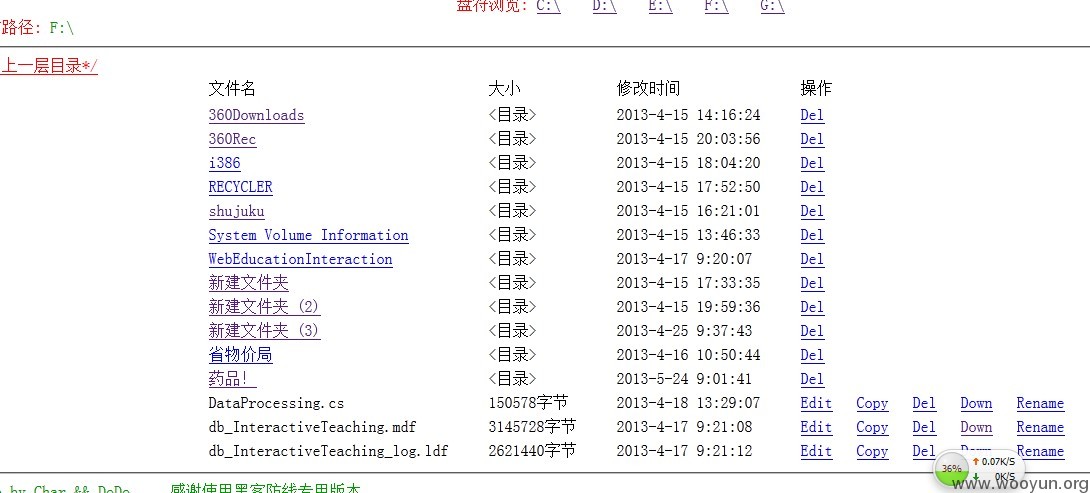 盘符浏览: C:\ D:\ E:\ F:\ G:\
路径: F:\
上一层目录*/
文件名 大小 修改时间 操作
360Downloads <目录> 2013-4-15 14:16:24 Del
360Rec <目录> 2013-4-15 20:03:56 Del
i386 <目录> 2013-4-15 18:04:20 Del
RECYCLER <目录> 2013-4-15 17:52:50 Del
shujuku <目录> 2013-4-15 16:21:01 Del
System Volume Information <目录> 2013-4-15 13:46:33 Del
WebEducationInteraction <目录> 2013-4-17 9:20:07 Del
新建文件夹 <目录> 2013-4-15 17:33:35 Del
新建文件夹 (2) <目录> 2013-4-15 19:59:36 Del
新建文件夹 (3) <目录> 2013-4-25 9:37:43 Del
省物价局 <目录> 2013-4-16 10:50:44 Del
药品! <目录> 2013-5-24 9:01:41 Del
DataProcessing.cs 150578字节 2013-4-18 13:29:07 Edit Copy Del Down Rename
db_InteractiveTeaching.mdf 3145728字节 2013-4-17 9:21:08 Edit Copy Del Down Rename
db_InteractiveTeaching_log.ldf 2621440字节 2013-4-17 9:21:12 Edit Copy Del Down Rename
36% 0.07K/S
0K/S
www.wooyun.org
by Char && DoDo 感谢使用黑客防线专用版本